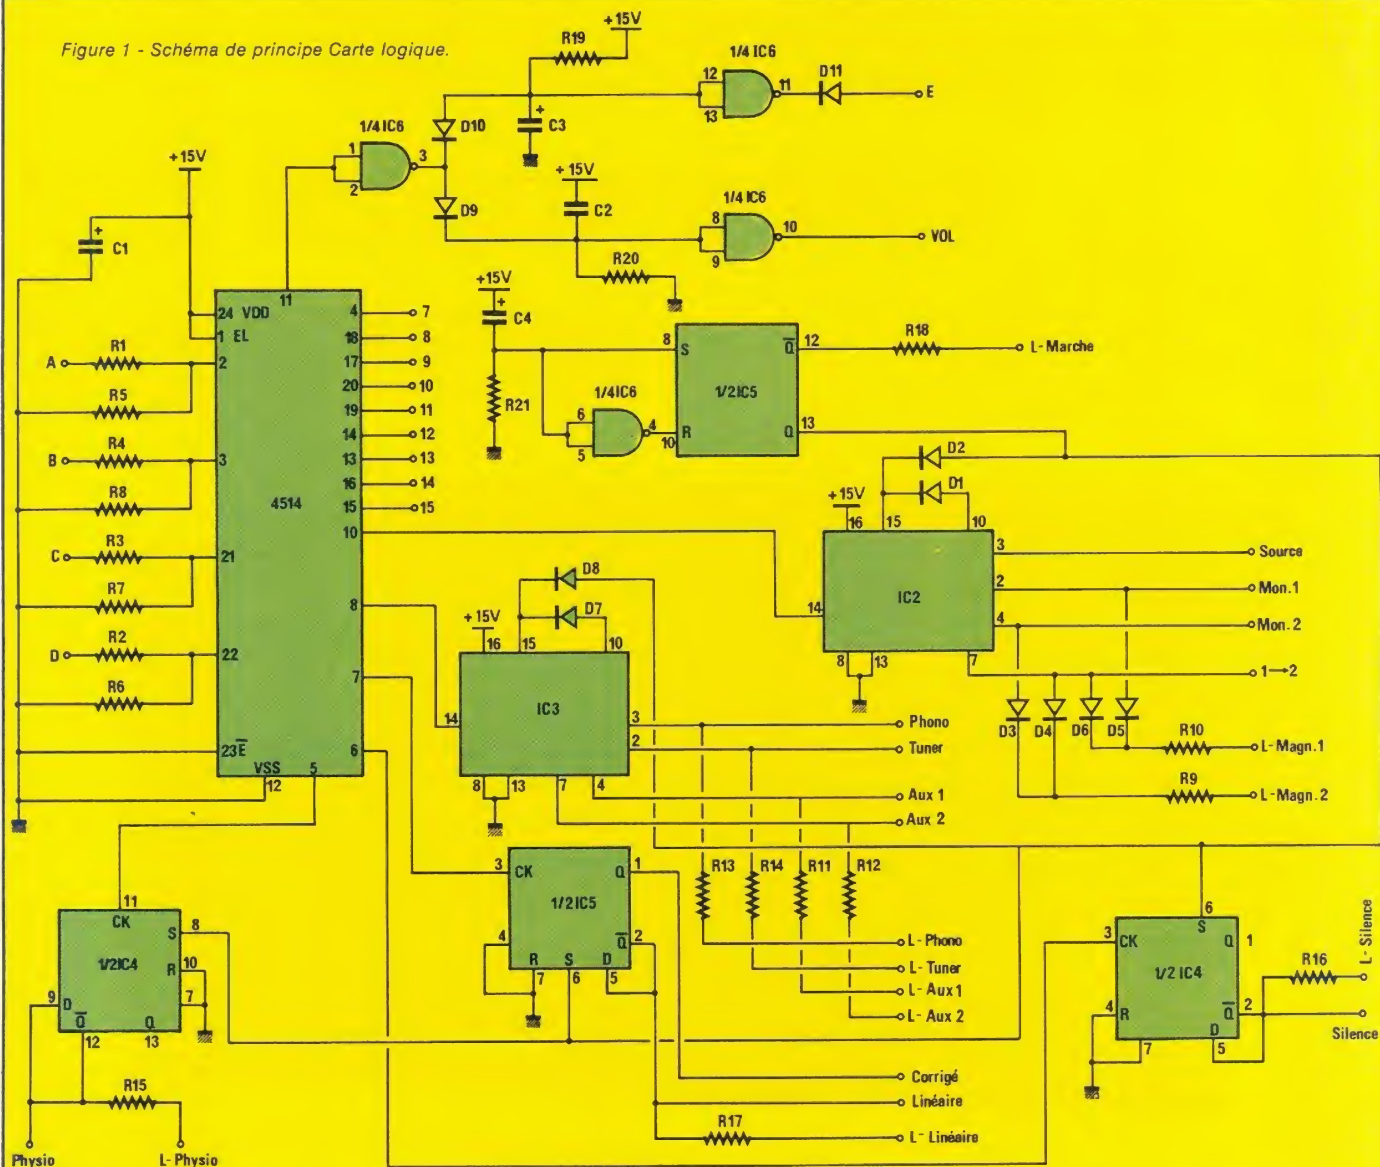 Figure 1 - Schéma de principe Carte logique.
+15V
R19
1/4 IC6
12
13
11
D11
E
D10
C3
+
1/4 IC6
1
2
3
+15V
+
C1
D9
+ 15V
C2
1/4 IC6
8
9
10
VOL
R20
11
24 VDD
1 EL
4
7
18
8
17
9
20
10
19
11
14
12
13
13
16
14
15
15
10
A
R1
2
R5
B
R4
3
R8
4514
C
R3
21
R7
8
D
R2
22
R6
7
23 E̅
6
VSS
12
5
+15V
+
C4
R21
8
S
Q̅
12
R18
L-Marche
1/2 IC5
1/4 IC6
6
5
4
10
R
Q
13
D2
D1
+15V
16
15
10
3
Source
2
Mon.1
IC2
14
4
Mon.2
8
13
7
1→2
D3
D4
D6
D5
R10
L-Magn.1
R9
L-Magn.2
D8
D7
+15V
16
15
10
IC3
14
3
Phono
2
Tuner
8
13
7
4
Aux 1
Aux 2
R13
R14
R11
R12
3
CK
Q
1
1/2 IC5
4
Q̅
2
R
S
D
7
6
5
L- Phono
L- Tuner
L- Aux1
L- Aux 2
Corrigé
Linéaire
R17
L- Linéaire
11
CK
S
8
1/2 IC4
R
10
9
D
7
Q̅
Q
12
13
R15
Physio
L- Physio
6
S
3
CK
Q
1
1/2 IC4
R16
L- Silence
4
R
Q̅
2
D
7
5
Silence